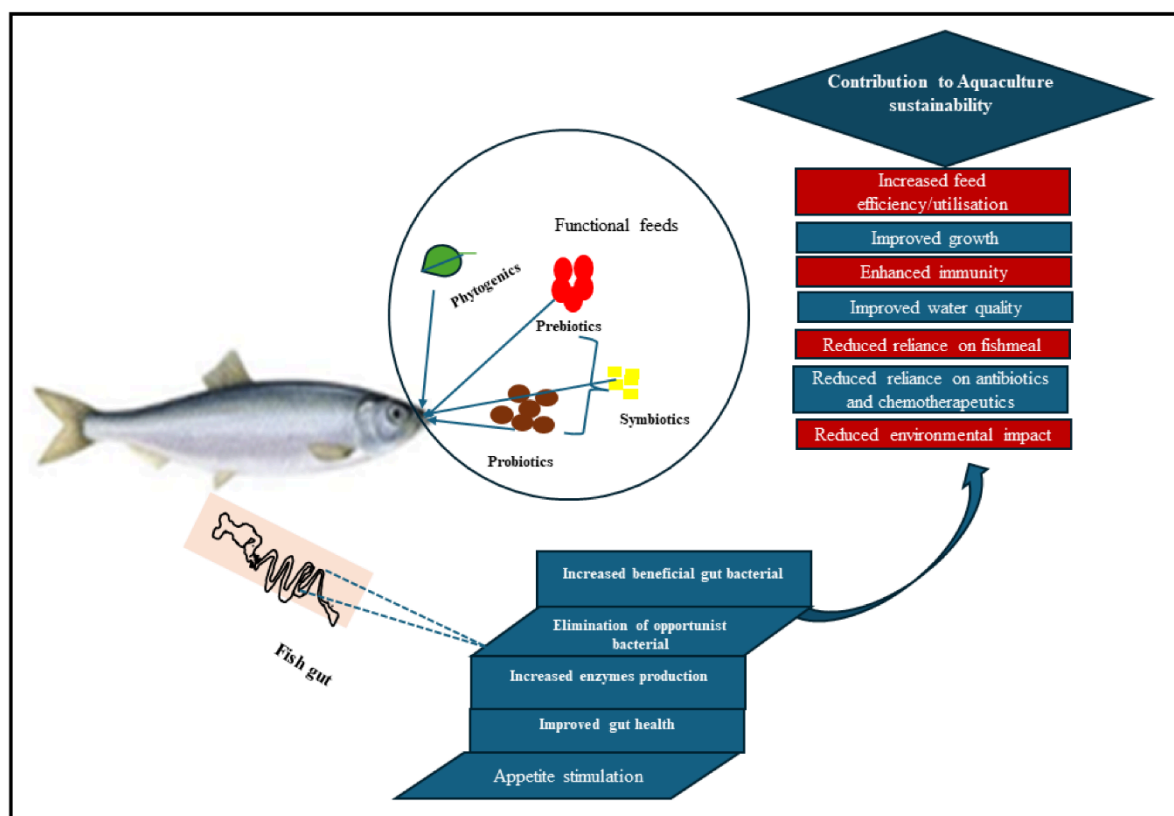 Contribution to Aquaculture
sustainability
Increased feed
efficiency/utilisation
Improved growth
Enhanced immunity
Improved water quality
Reduced reliance on fishmeal
Reduced reliance on antibiotics
and chemotherapeutics
Reduced environmental impact
Functional feeds
Phytogenics
Prebiotics
Symbiotics
Probiotics
Fish gut
Increased beneficial gut bacterial
Elimination of opportunist
bacterial
Increased enzymes production
Improved gut health
Appetite stimulation